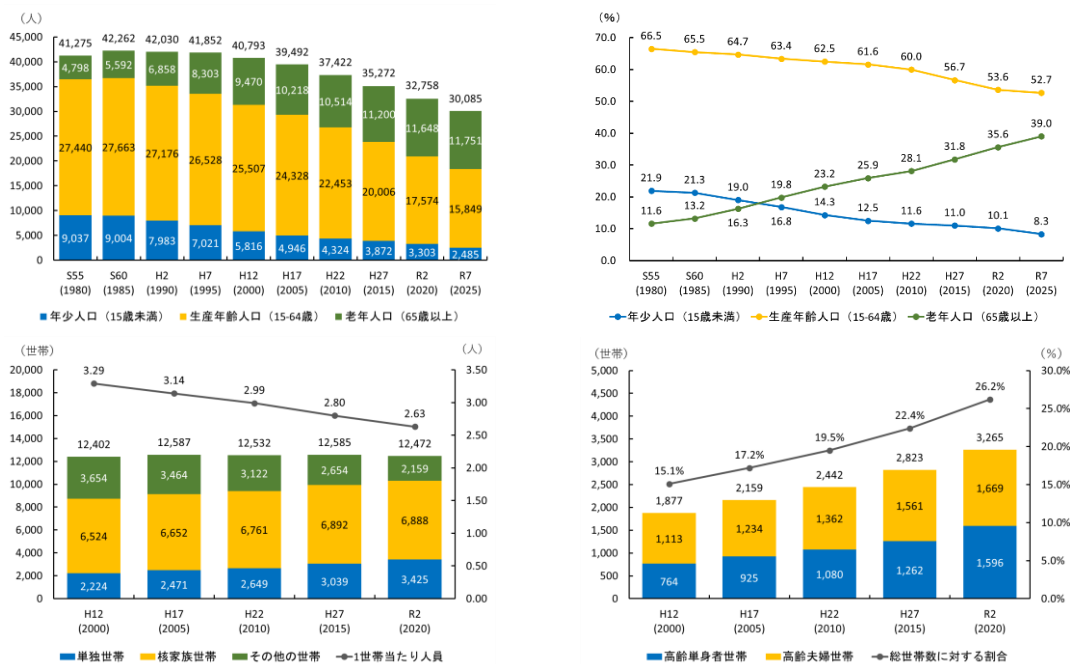 （人）
45,000
40,000
35,000
30,000
25,000
20,000
15,000
10,000
5,000
0
41,275 42,262 42,030 41,852 40,793 39,492 37,422 35,272 32,758 30,085
4,798 5,592 6,858 8,303 9,470 10,218 10,514 11,200 11,648 11,751
27,440 27,663 27,176 26,528 25,507 24,328 22,453 20,006 17,574 15,849
9,037 9,004 7,983 7,021 5,816 4,946 4,324 3,872 3,303 2,485
S55 S60 H2 H7 H12 H17 H22 H27 R2 R7
(1980) (1985) (1990) (1995) (2000) (2005) (2010) (2015) (2020) (2025)
年少人口（15歳未満） 生産年齢人口（15-64歳） 老年人口（65歳以上）
（%）
70.0
60.0
50.0
40.0
30.0
20.0
10.0
0.0
66.5 65.5 64.7 63.4 62.5 61.6 60.0 56.7 53.6 52.7
21.9 21.3 19.0 16.8 14.3 12.5 11.6 11.0 10.1 8.3
11.6 13.2 16.3 19.8 23.2 25.9 28.1 31.8 35.6 39.0
S55 S60 H2 H7 H12 H17 H22 H27 R2 R7
(1980) (1985) (1990) (1995) (2000) (2005) (2010) (2015) (2020) (2025)
年少人口（15歳未満） 生産年齢人口（15-64歳） 老年人口（65歳以上）
（世帯） （人）
20,000
18,000
16,000
14,000
12,000
10,000
8,000
6,000
4,000
2,000
0
3.29 3.14 2.99 2.80 2.63
12,402 12,587 12,532 12,585 12,472
3,654 3,464 3,122 2,654 2,159
6,524 6,652 6,761 6,892 6,888
2,224 2,471 2,649 3,039 3,425
3.50
3.00
2.50
2.00
1.50
1.00
0.50
0.00
H12 H17 H22 H27 R2
(2000) (2005) (2010) (2015) (2020)
単独世帯 核家族世帯 その他の世帯 1世帯当たり人員
（世帯） （%）
5,000
4,500
4,000
3,500
3,000
2,500
2,000
1,500
1,000
500
0
15.1% 17.2% 19.5% 22.4% 26.2%
1,877 2,159 2,442 2,823 3,265
1,113 1,234 1,362 1,561 1,669
764 925 1,080 1,262 1,596
30.0%
25.0%
20.0%
15.0%
10.0%
5.0%
0.0%
H12 H17 H22 H27 R2
(2000) (2005) (2010) (2015) (2020)
高齢単身者世帯 高齢夫婦世帯 総世帯数に対する割合